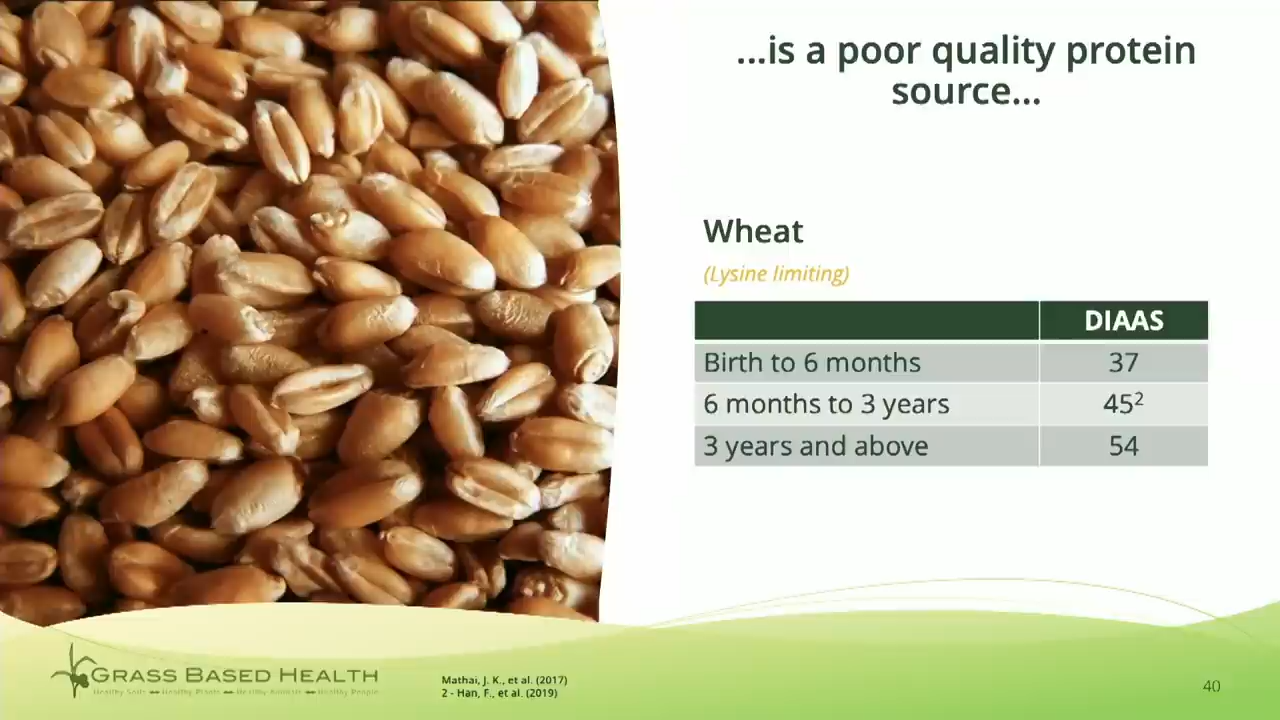 ...is a poor quality protein
source...
Wheat
(Lysine limiting)
DIAAS
Birth to 6 months 37
6 months to 3 years 45²
3 years and above 54
GRASS BASED HEALTH
Healthy Soils Healthy Plants Healthy Animals Healthy People
Mathai, J. K., et al. (2017)
2 - Han, F., et al. (2019)
40